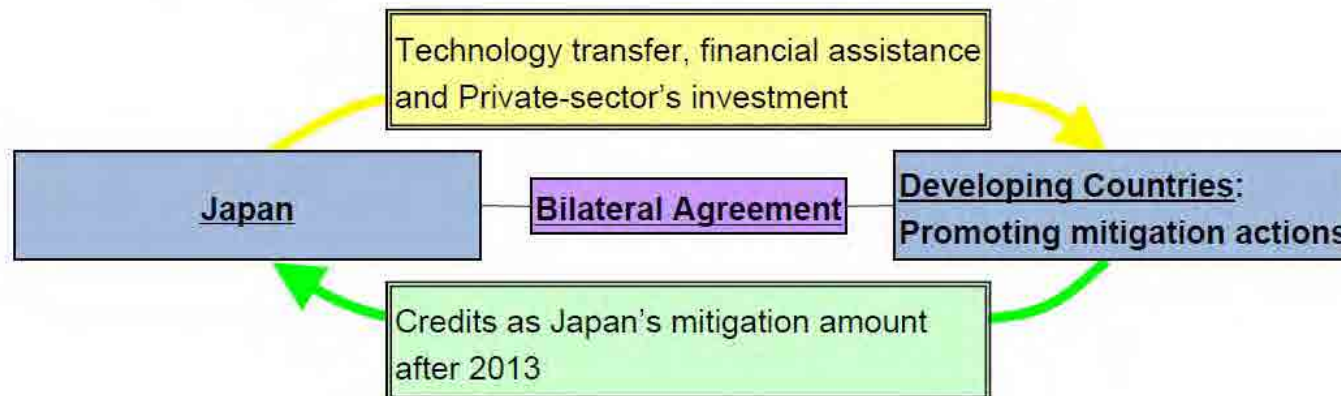 Technology transfer, financial assistance
and Private-sector's investment
Japan
Bilateral Agreement
Developing Countries:
Promoting mitigation actions
Credits as Japan's mitigation amount
after 2013